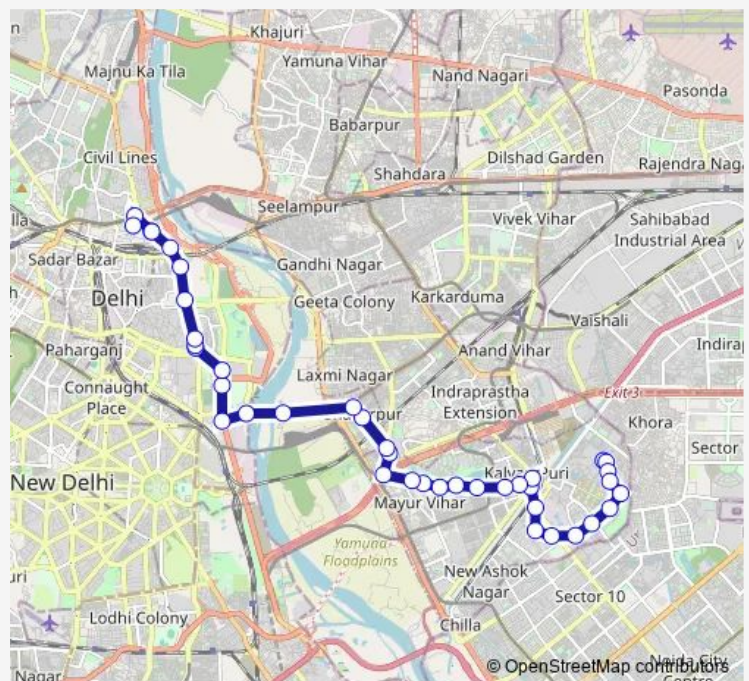 Khajuri
Yamuna Vihar
Majnu Ka Tila
Nand Nagari
Pasonda
Babarpur
Civil Lines
Dilshad Garden
Shahdara
Rajendra Nag
Seelampur
Vivek Vihar
Sahibabad
Industrial Area
Sadar Bazar
Gandhi Nagar
Delhi
Geeta Colony
Karkarduma
Vaishali
Paharganj
Anand Vihar
Indirap
Laxmi Nagar
Connaught
Place
Indraprastha
Extension
Exit 3
Khora
Sector
New Delhi
Mayur Vihar
Yamuna
Floodplains
New Ashok
Nagar
Sector 10
Lodhi Colony
Chilla
Nagar
© OpenStreetMap contributors